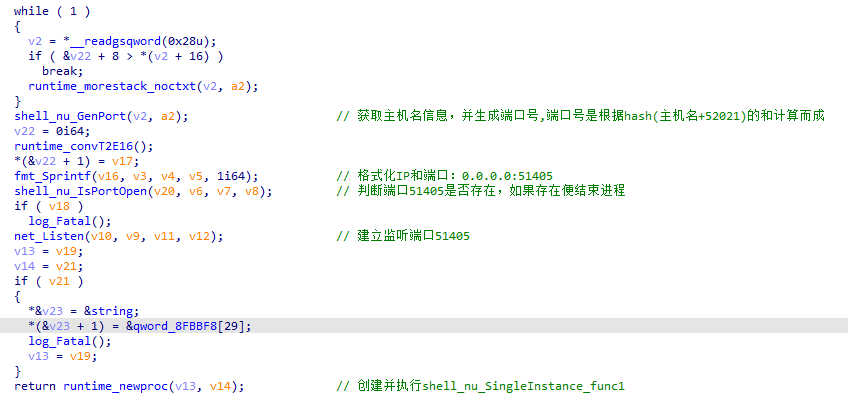 while ( 1 )
{
v2 = *__readgsqword(0x28u);
if ( &v22 + 8 > *(v2 + 16) )
break;
runtime_morestack_noctxt(v2, a2);
}
shell_nu_GenPort(v2, a2); // 获取主机名信息，并生成端口号,端口号是根据hash(主机名+52021)的和计算而成
v22 = 0i64;
runtime_convT2E16();
*(&v22 + 1) = v17;
fmt_Sprintf(v16, v3, v4, v5, 1i64); // 格式化IP和端口：0.0.0.0:51405
shell_nu_IsPortOpen(v20, v6, v7, v8); // 判断端口51405是否存在，如果存在便结束进程
if ( v18 )
log_Fatal();
net_Listen(v10, v9, v11, v12); // 建立监听端口51405
v13 = v19;
v14 = v21;
if ( v21 )
{
*&v23 = &string;
*(&v23 + 1) = &qword_8FBBF8[29];
log_Fatal();
v13 = v19;
}
return runtime_newproc(v13, v14); // 创建并执行shell_nu_SingleInstance_func1